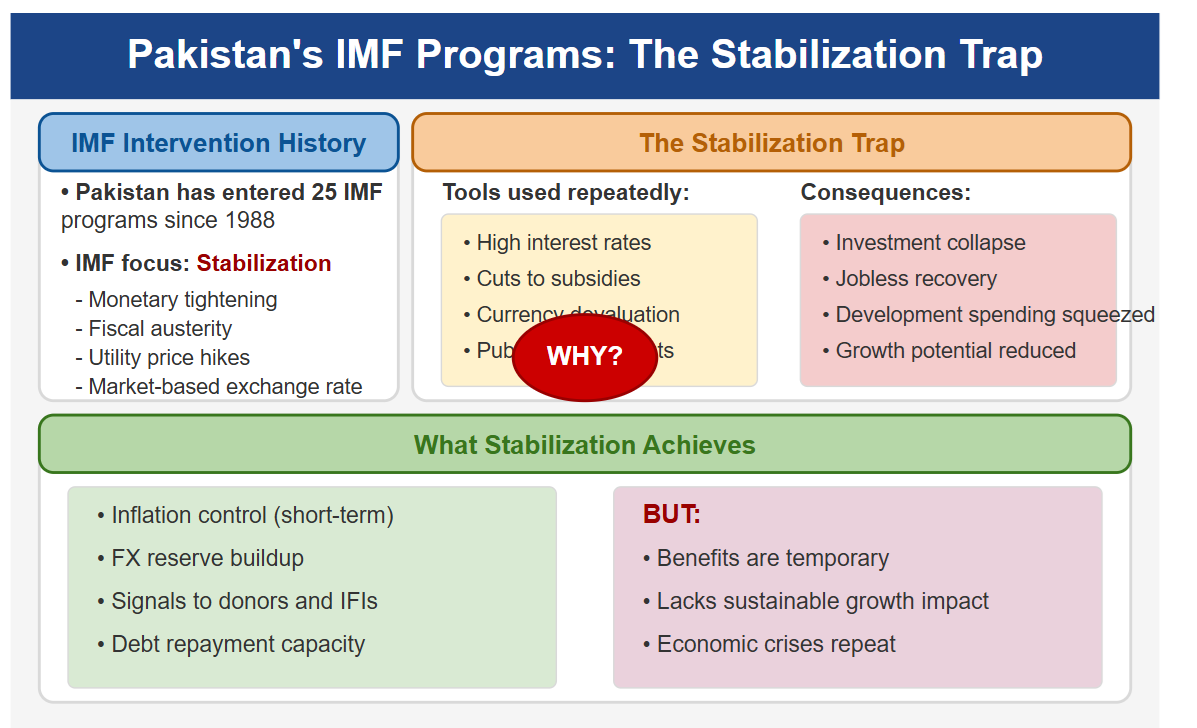 Pakistan's IMF Programs: The Stabilization Trap
IMF Intervention History
• Pakistan has entered 25 IMF
programs since 1988
• IMF focus: Stabilization
- Monetary tightening
- Fiscal austerity
- Utility price hikes
- Market-based exchange rate
The Stabilization Trap
Tools used repeatedly:
• High interest rates
• Cuts to subsidies
• Currency devaluation
WHY?
Consequences:
• Investment collapse
• Jobless recovery
• Development spending squeezed
• Growth potential reduced
What Stabilization Achieves
• Inflation control (short-term)
• FX reserve buildup
• Signals to donors and IFIs
• Debt repayment capacity
BUT:
• Benefits are temporary
• Lacks sustainable growth impact
• Economic crises repeat